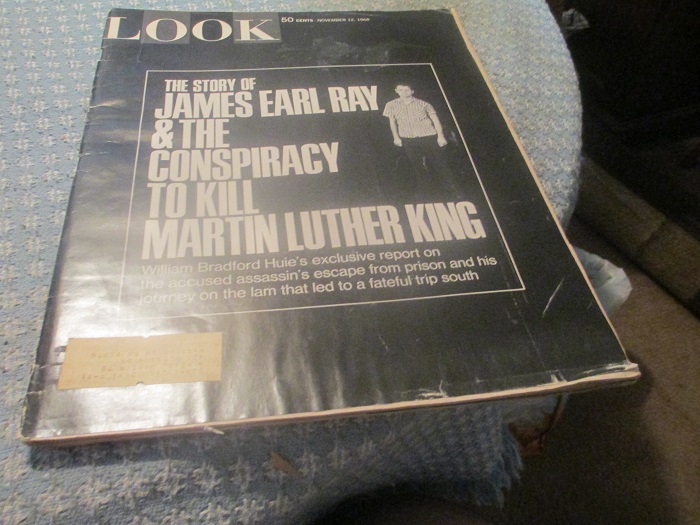 LOOK
50 CENTS · NOVEMBER 12, 1968
THE STORY OF
JAMES EARL RAY
& THE
CONSPIRACY
TO KILL
MARTIN LUTHER KING
William Bradford Huie's exclusive report on
the accused assassin's escape from prison and his
journey on the lam that led to a fateful trip south